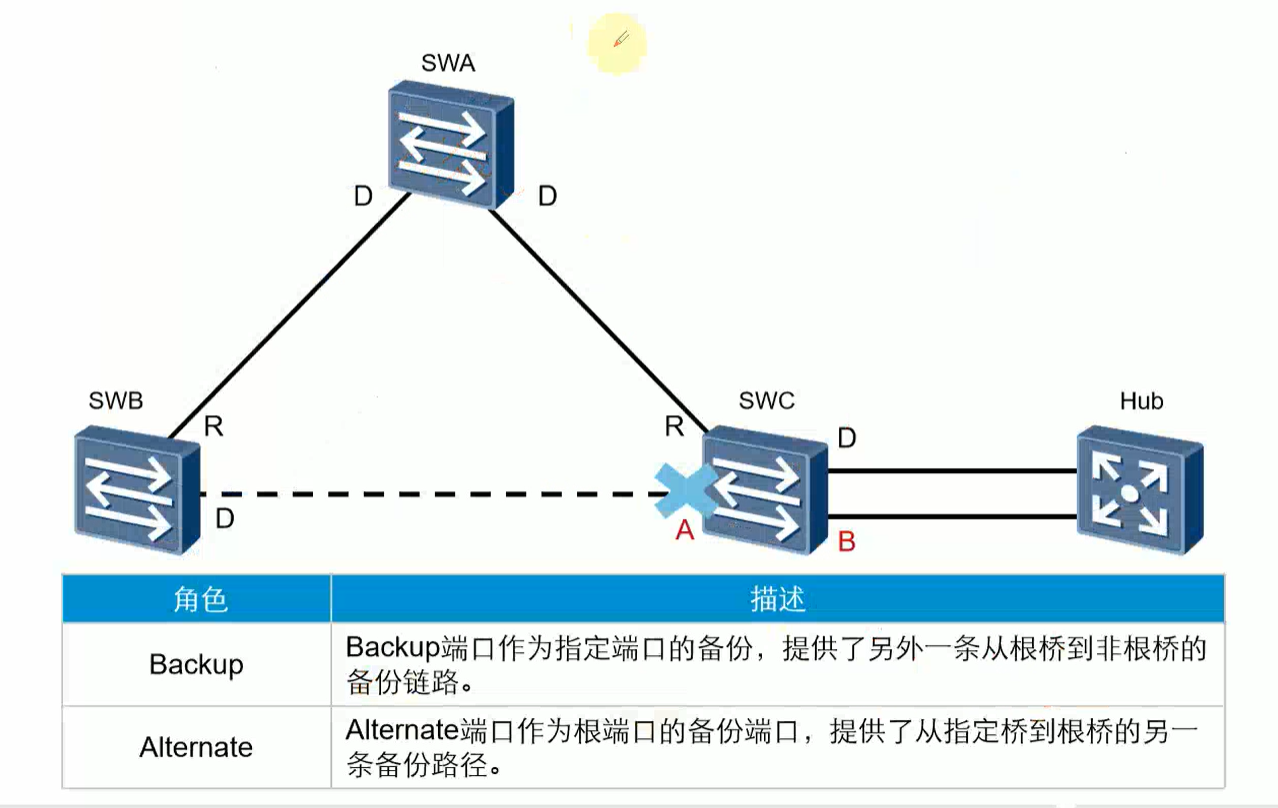 SWA
D
D
SWB
SWC
Hub
R
R
D
D
A
B
角色
描述
Backup
Backup端口作为指定端口的备份，提供了另外一条从根桥到非根桥的
备份链路。
Alternate
Alternate端口作为根端口的备份端口，提供了从指定桥到根桥的另一
条备份路径。